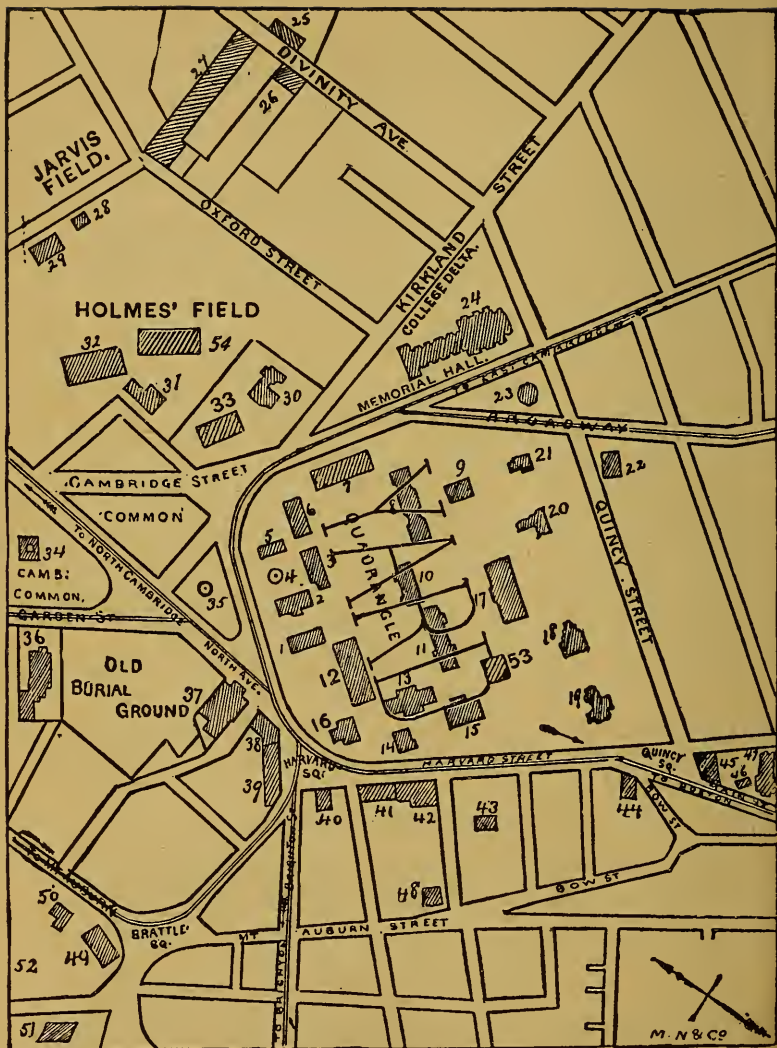 25
DIVINITY AVE.
27
26
JARVIS
FIELD.
28
29
OXFORD STREET
KIRKLAND
STREET
COLLEGE DELTA.
HOLMES' FIELD
24
32
54
31
33
30
MEMORIAL HALL.
TO EAST CAMBRIDGE
23
BROADWAY
CAMBRIDGE STREET
7
9
21
22
8
6
COMMON
QUADRANGLE
20
QUINCY STREET
5
3
4
34
TO NORTH CAMBRIDGE
CAMB:
COMMON.
35
2
10
17
GARDEN ST
1
36
OLD
BURIAL
GROUND
NORTH AVE.
12
11
53
18
37
13
19
16
14
15
38
HARVARD
SQ:
HARVARD STREET
QUINCY
SQ.
45
46
47
MAIN ST
TO BOSTON
39
40
41
42
43
44
BOW ST
TO BRIGHTON
48
BOW ST
50
BRATTLE
SQ.
MT. AUBURN STREET
49
52
TO BRIGHTON
51
M. N & CO